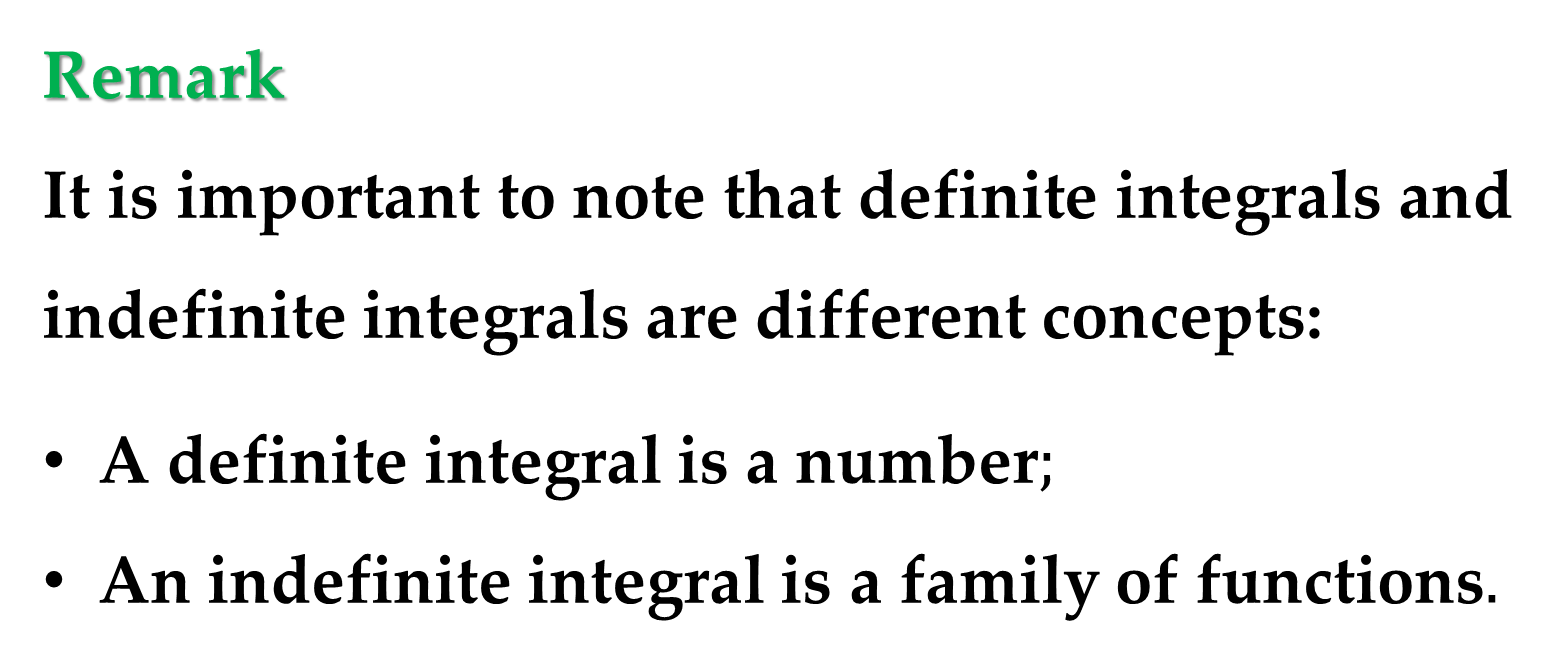 Remark
It is important to note that definite integrals and
indefinite integrals are different concepts:
• A definite integral is a number;
• An indefinite integral is a family of functions.